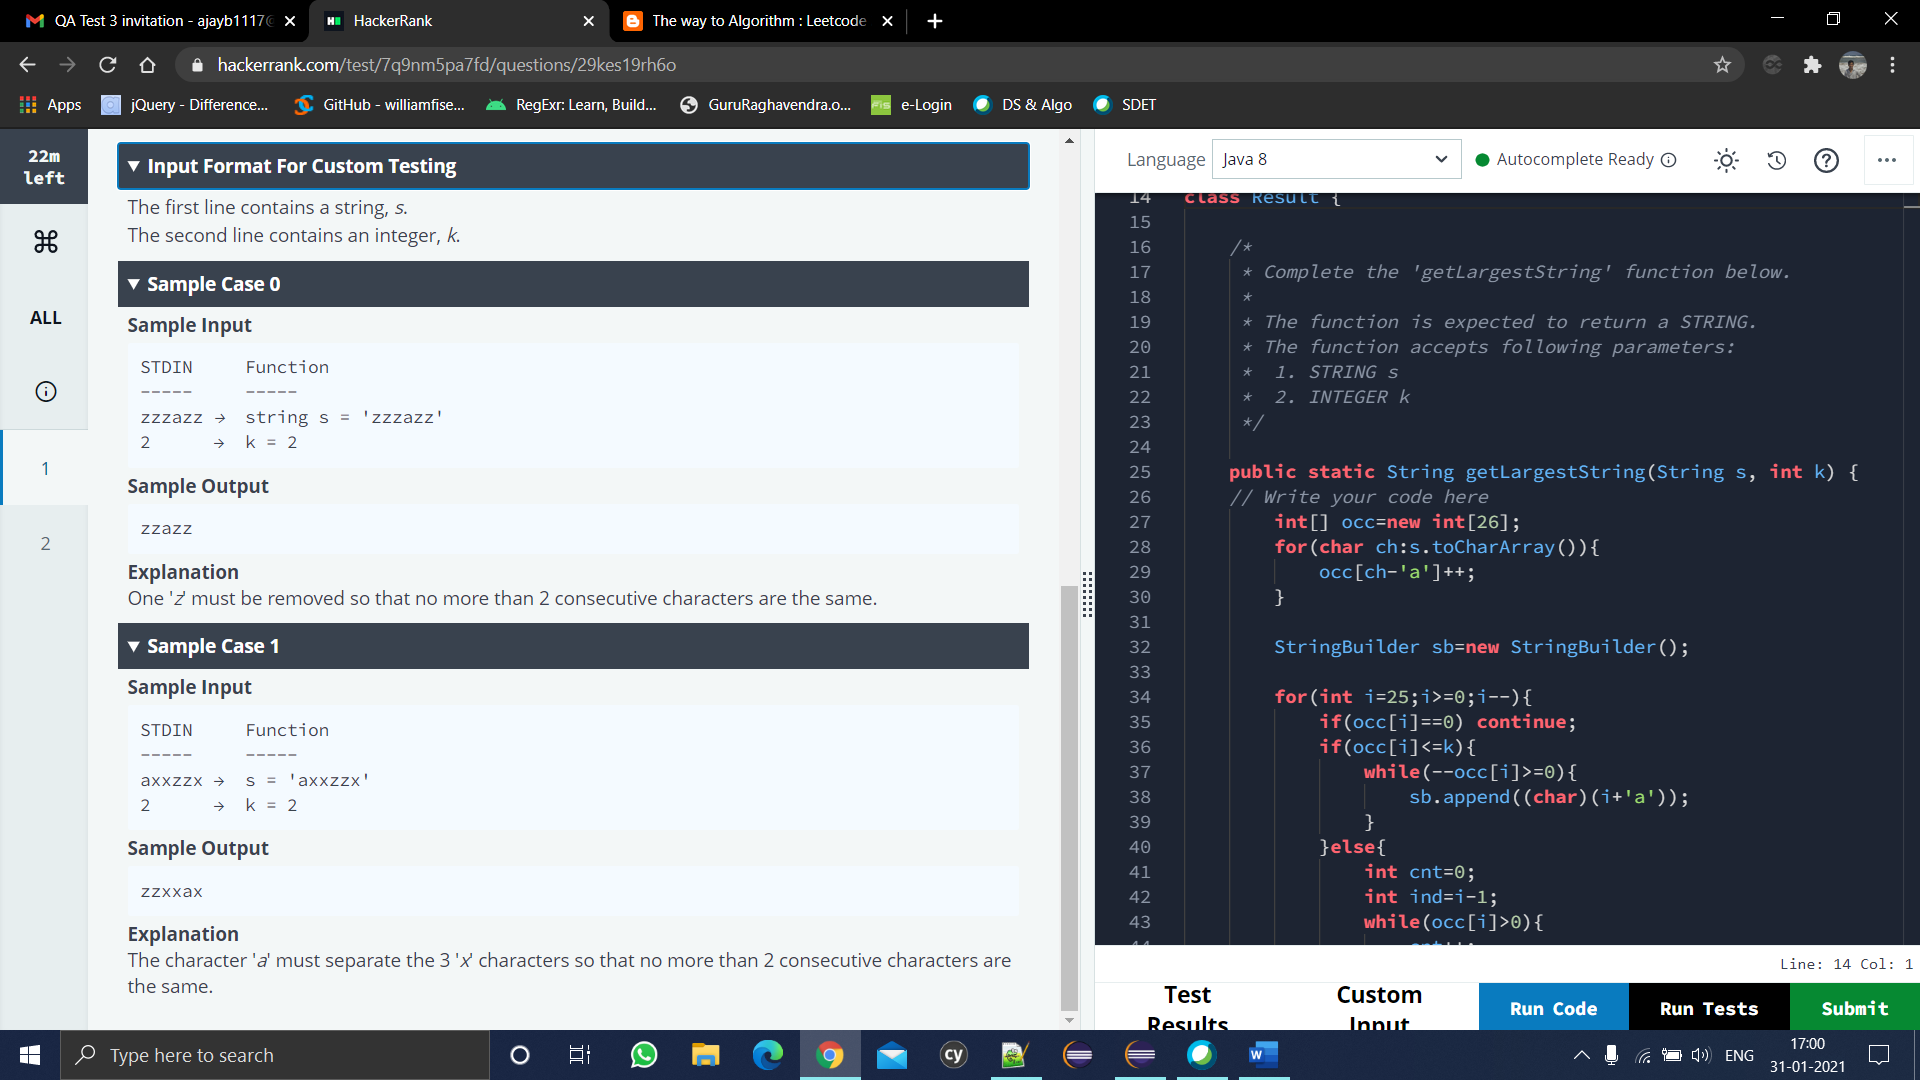 QA Test 3 invitation - ajayb1117@
HackerRank
The way to Algorithm : Leetcode
hackerrank.com/test/7q9nm5pa7fd/questions/29kes19rh6o
Apps
jQuery - Difference...
GitHub - williamfise...
RegExr: Learn, Build...
GuruRaghavendra.o...
FIS
e-Login
DS & Algo
SDET
22m
left
ALL
1
2
▼ Input Format For Custom Testing
The first line contains a string, s.
The second line contains an integer, k.
▼ Sample Case 0
Sample Input
STDIN Function
----- -----
zzzazz → string s = 'zzzazz'
2 → k = 2
Sample Output
zzazz
Explanation
One 'z' must be removed so that no more than 2 consecutive characters are the same.
▼ Sample Case 1
Sample Input
STDIN Function
----- -----
axxzzx → s = 'axxzzx'
2 → k = 2
Sample Output
zzxxax
Explanation
The character 'a' must separate the 3 'x' characters so that no more than 2 consecutive characters are
the same.
Language
Java 8
Autocomplete Ready
14 class Result {
15
16 /*
17 * Complete the 'getLargestString' function below.
18 *
19 * The function is expected to return a STRING.
20 * The function accepts following parameters:
21 * 1. STRING s
22 * 2. INTEGER k
23 */
24
25 public static String getLargestString(String s, int k) {
26 // Write your code here
27 int[] occ=new int[26];
28 for(char ch:s.toCharArray()){
29 occ[ch-'a']++;
30 }
31
32 StringBuilder sb=new StringBuilder();
33
34 for(int i=25;i>=0;i--){
35 if(occ[i]==0) continue;
36 if(occ[i]<=k){
37 while(--occ[i]>=0){
38 sb.append((char)(i+'a'));
39 }
40 }else{
41 int cnt=0;
42 int ind=i-1;
43 while(occ[i]>0){
Line: 14 Col: 1
Test
Results
Custom
Input
Run Code
Run Tests
Submit
Type here to search
cy
W
ENG
17:00
31-01-2021